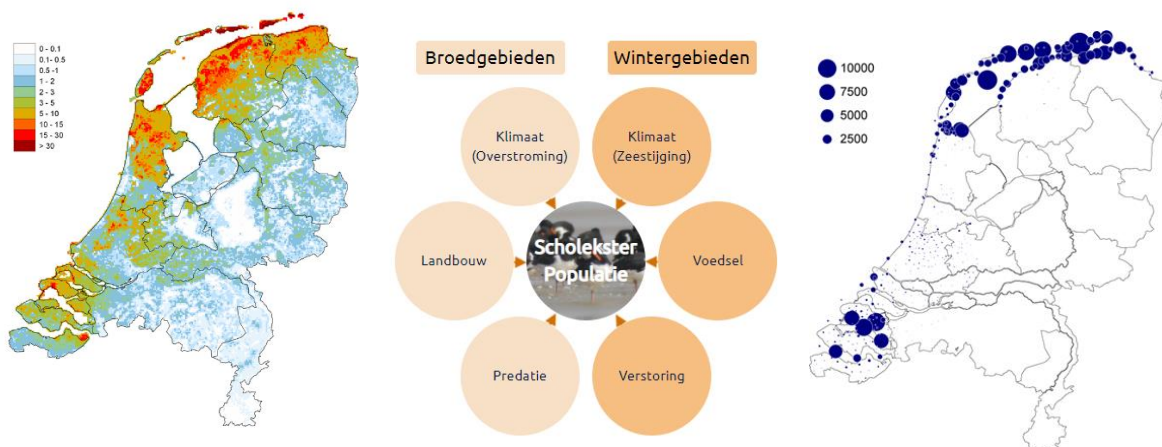 0 - 0.1
0.1 - 0.5
0.5 -1
1 - 2
2 - 3
3 - 5
5 - 10
10 - 15
15 - 30
> 30
Broedgebieden
Wintergebieden
Klimaat
(Overstroming)
Klimaat
(Zeestijging)
Landbouw
Scholekster
Populatie
Voedsel
Predatie
Verstoring
10000
7500
5000
2500